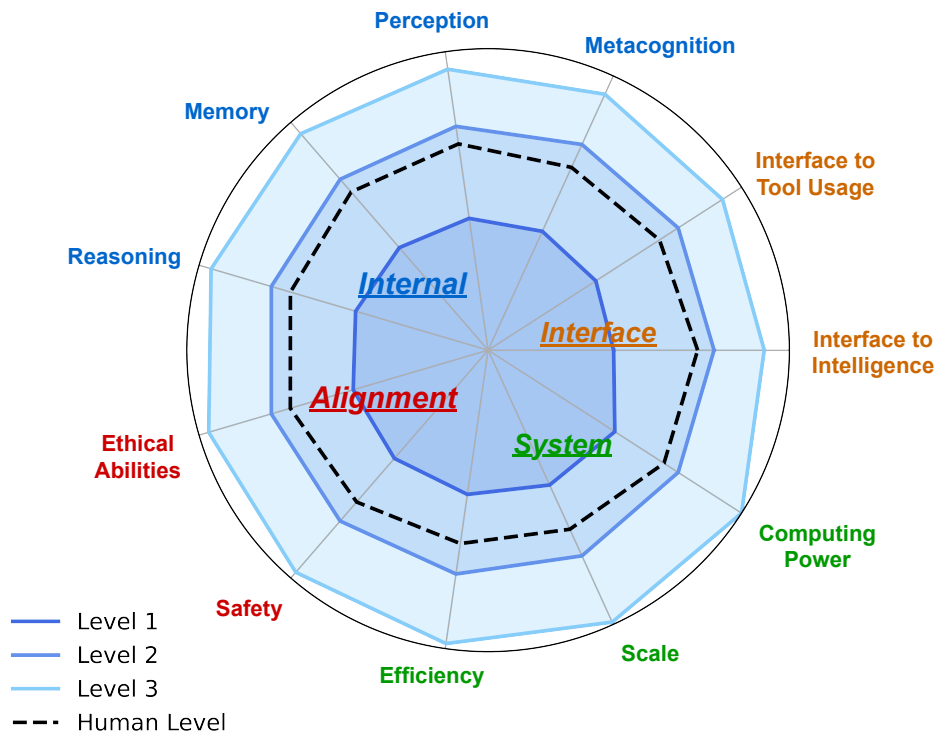 Perception
Metacognition
Memory
Interface to
Tool Usage
Reasoning
Internal
Interface
Interface to
Intelligence
Alignment
System
Ethical
Abilities
Computing
Power
Safety
Scale
Efficiency
Level 1
Level 2
Level 3
Human Level